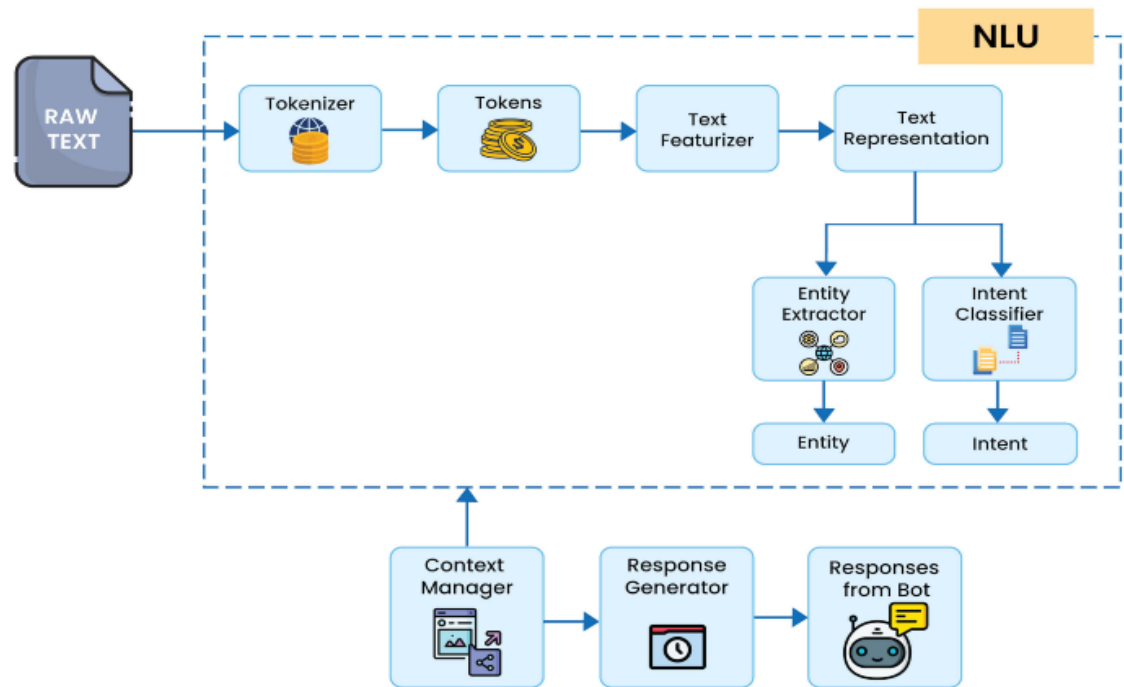 NLU
RAW
TEXT
Tokenizer
Tokens
Text
Featurizer
Text
Representation
Entity
Extractor
Intent
Classifier
Entity
Intent
Context
Manager
Response
Generator
Responses
from Bot